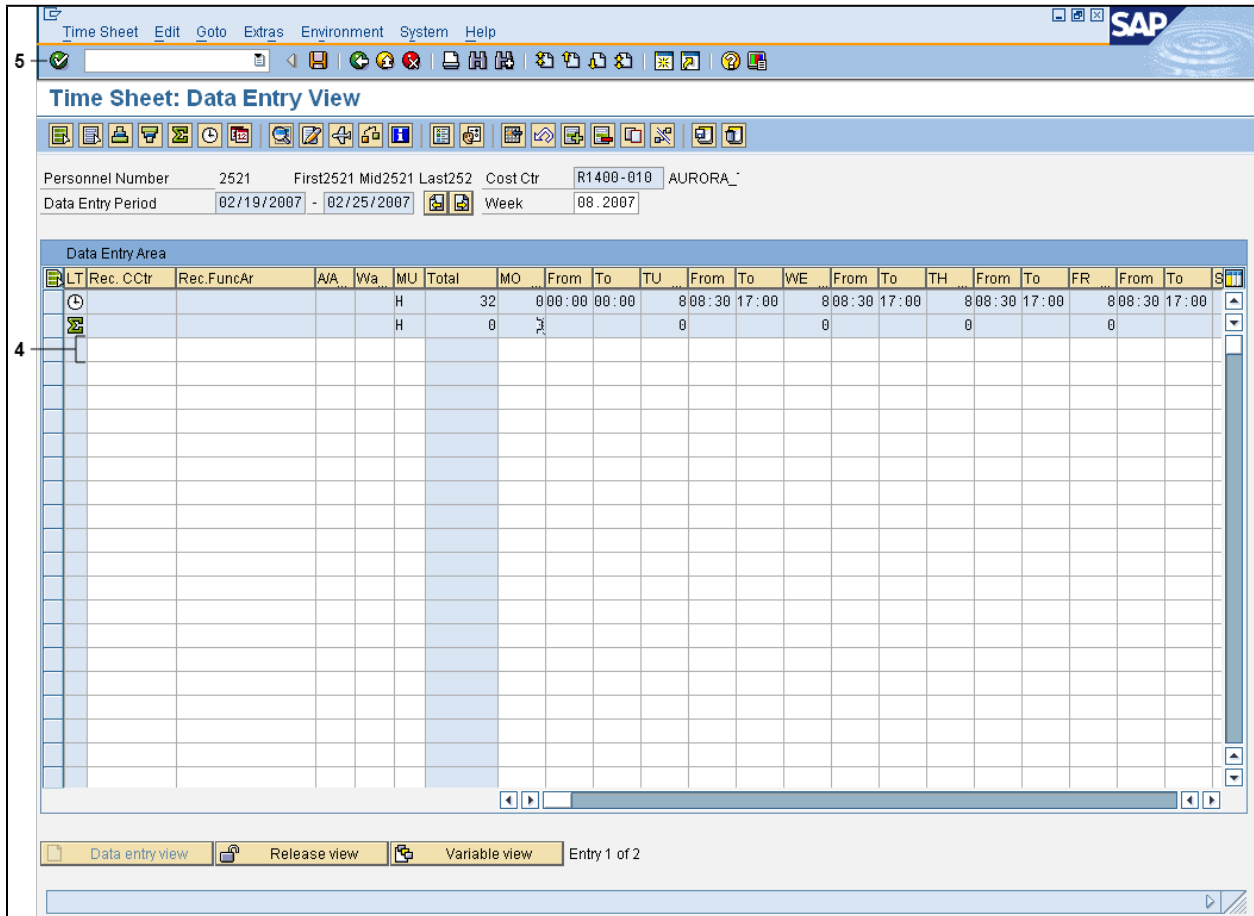 Time Sheet Edit Goto Extras Environment System Help
SAP
5
Time Sheet: Data Entry View
Personnel Number 2521 First2521 Mid2521 Last252 Cost Ctr R1400-010 AURORA_
Data Entry Period 02/19/2007 - 02/25/2007 Week 08.2007
Data Entry Area
LT Rec. CCtr Rec.FuncAr A/A... Wa... MU Total MO ... From To TU ... From To WE ... From To TH ... From To FR ... From To S
H 32 0 00:00 00:00 8 08:30 17:00 8 08:30 17:00 8 08:30 17:00 8 08:30 17:00
H 0 0 0 0 0
4
Data entry view Release view Variable view Entry 1 of 2